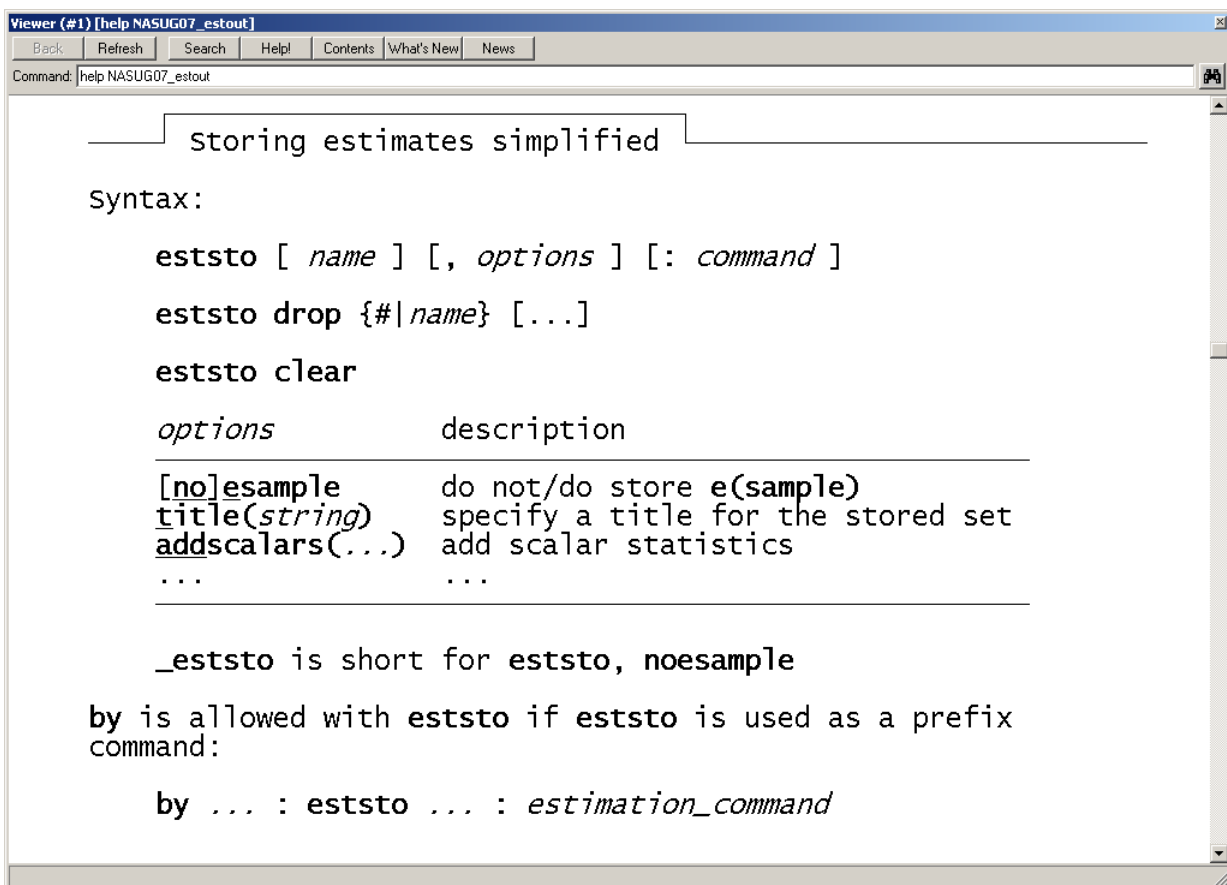 Viewer (#1) [help NASUG07_estout]
Back Refresh Search Help! Contents What's New News
Command: help NASUG07_estout
Storing estimates simplified
Syntax:
eststo [ name ] [, options ] [: command ]
eststo drop {#|name} [...]
eststo clear
options description
[no]esample do not/do store e(sample)
title(string) specify a title for the stored set
addscalars(...) add scalar statistics
... ...
_eststo is short for eststo, noesample
by is allowed with eststo if eststo is used as a prefix
command:
by ... : eststo ... : estimation_command